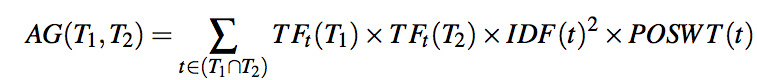 AG(T₁,T₂) = ∑ TFₜ(T₁) × TFₜ(T₂) × IDF(t)² × POSWT(t)
t∈(T₁∩T₂)